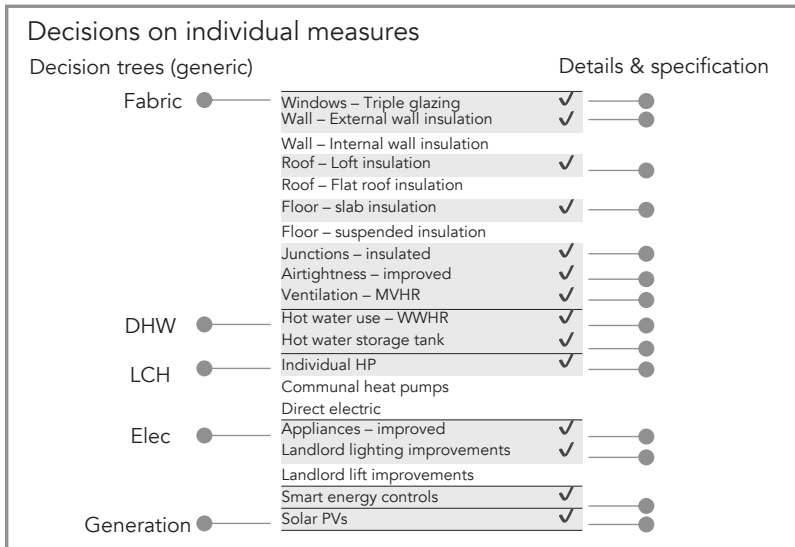 Decisions on individual measures
Decision trees (generic) Details & specification
Fabric Windows – Triple glazing ✓
Wall – External wall insulation ✓
Wall – Internal wall insulation
Roof – Loft insulation ✓
Roof – Flat roof insulation
Floor – slab insulation ✓
Floor – suspended insulation
Junctions – insulated ✓
Airtightness – improved ✓
Ventilation – MVHR ✓
DHW Hot water use – WWHR ✓
Hot water storage tank ✓
LCH Individual HP ✓
Communal heat pumps
Direct electric
Elec Appliances – improved ✓
Landlord lighting improvements ✓
Landlord lift improvements
Smart energy controls ✓
Generation Solar PVs ✓